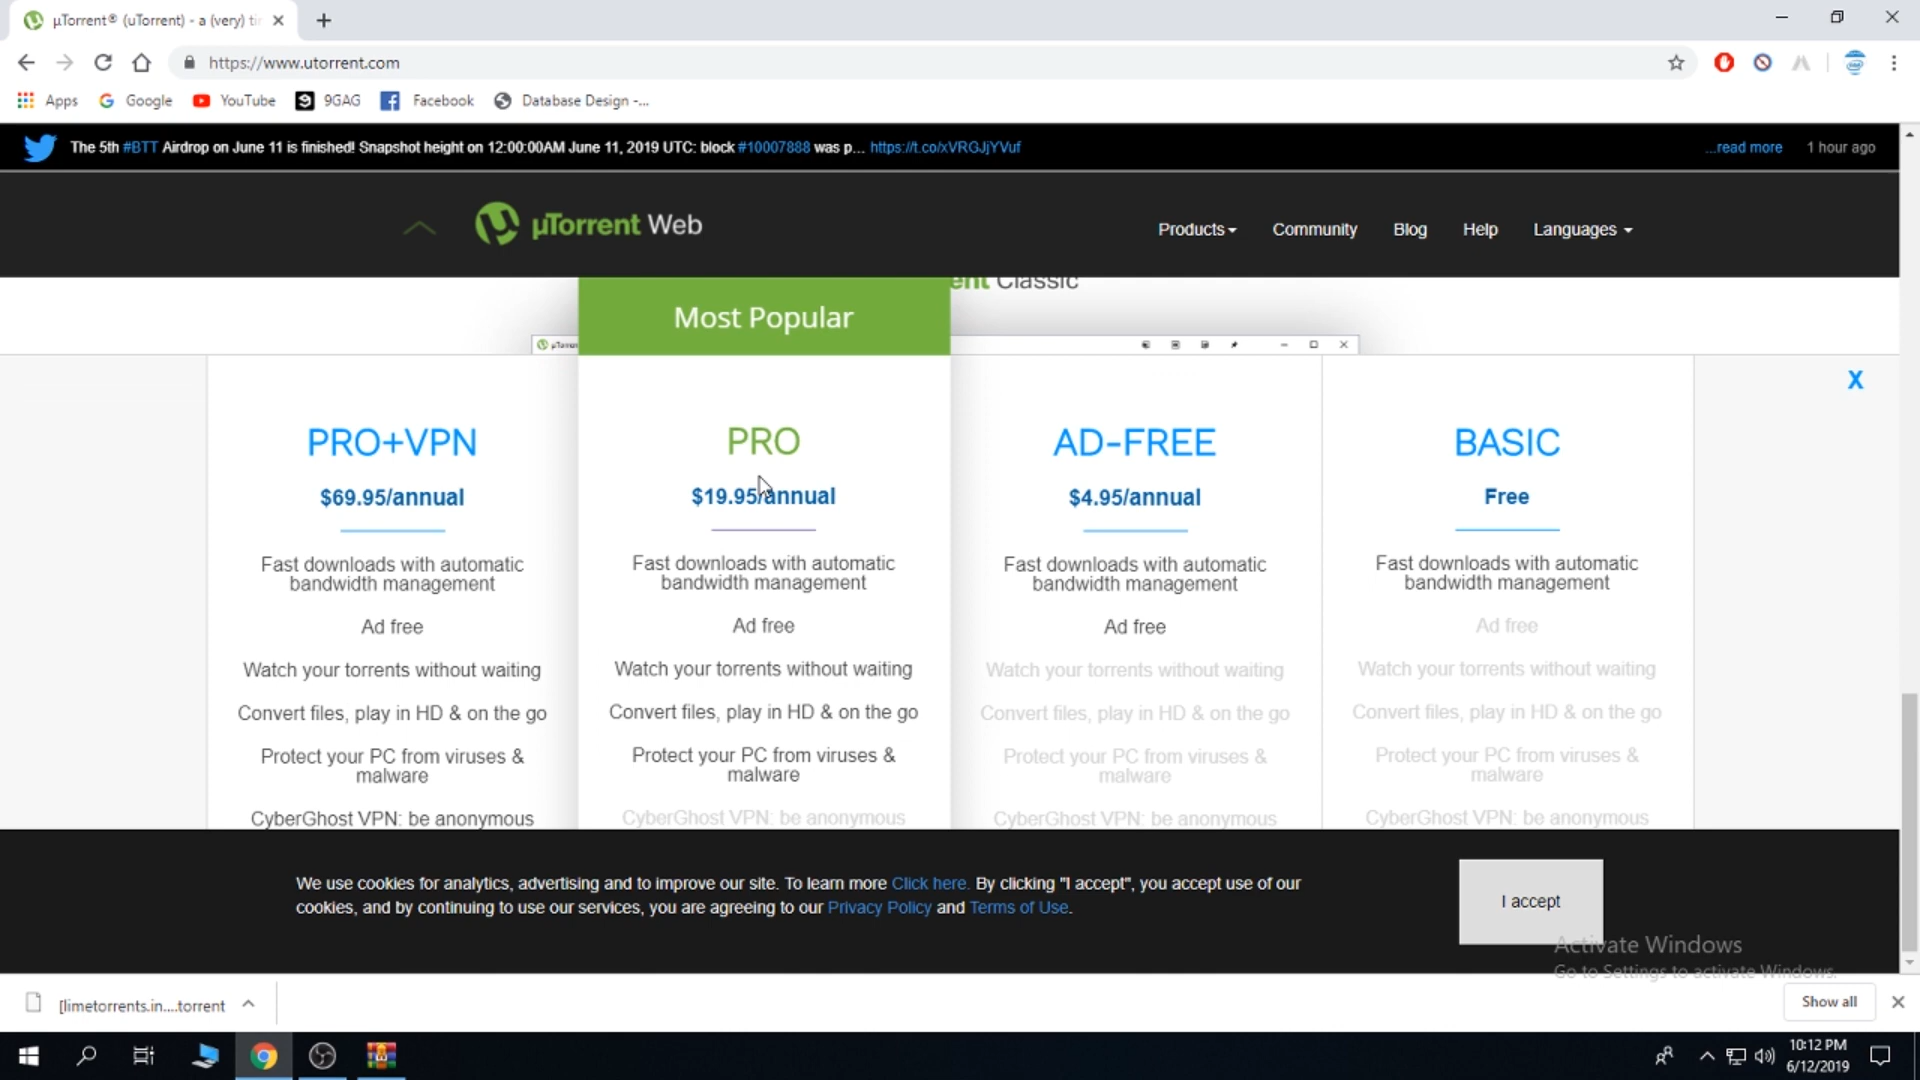 µTorrent® (uTorrent) - a (very) tin
https://www.utorrent.com
Apps Google YouTube 9GAG Facebook Database Design -...
The 5th #BTT Airdrop on June 11 is finished! Snapshot height on 12:00:00AM June 11, 2019 UTC: block #10007888 was p... https://t.co/xVRGJjYVuf ...read more 1 hour ago
µTorrent Web
Products Community Blog Help Languages
ent Classic
Most Popular
X
PRO+VPN
$69.95/annual
Fast downloads with automatic
bandwidth management
Ad free
Watch your torrents without waiting
Convert files, play in HD & on the go
Protect your PC from viruses &
malware
CyberGhost VPN: be anonymous
PRO
$19.95/annual
Fast downloads with automatic
bandwidth management
Ad free
Watch your torrents without waiting
Convert files, play in HD & on the go
Protect your PC from viruses &
malware
CyberGhost VPN: be anonymous
AD-FREE
$4.95/annual
Fast downloads with automatic
bandwidth management
Ad free
Watch your torrents without waiting
Convert files, play in HD & on the go
Protect your PC from viruses &
malware
CyberGhost VPN: be anonymous
BASIC
Free
Fast downloads with automatic
bandwidth management
Ad free
Watch your torrents without waiting
Convert files, play in HD & on the go
Protect your PC from viruses &
malware
CyberGhost VPN: be anonymous
We use cookies for analytics, advertising and to improve our site. To learn more Click here. By clicking "I accept", you accept use of our
cookies, and by continuing to use our services, you are agreeing to our Privacy Policy and Terms of Use.
I accept
Activate Windows
Go to Settings to activate Windows.
[limetorrents.in....torrent
Show all
10:12 PM
6/12/2019